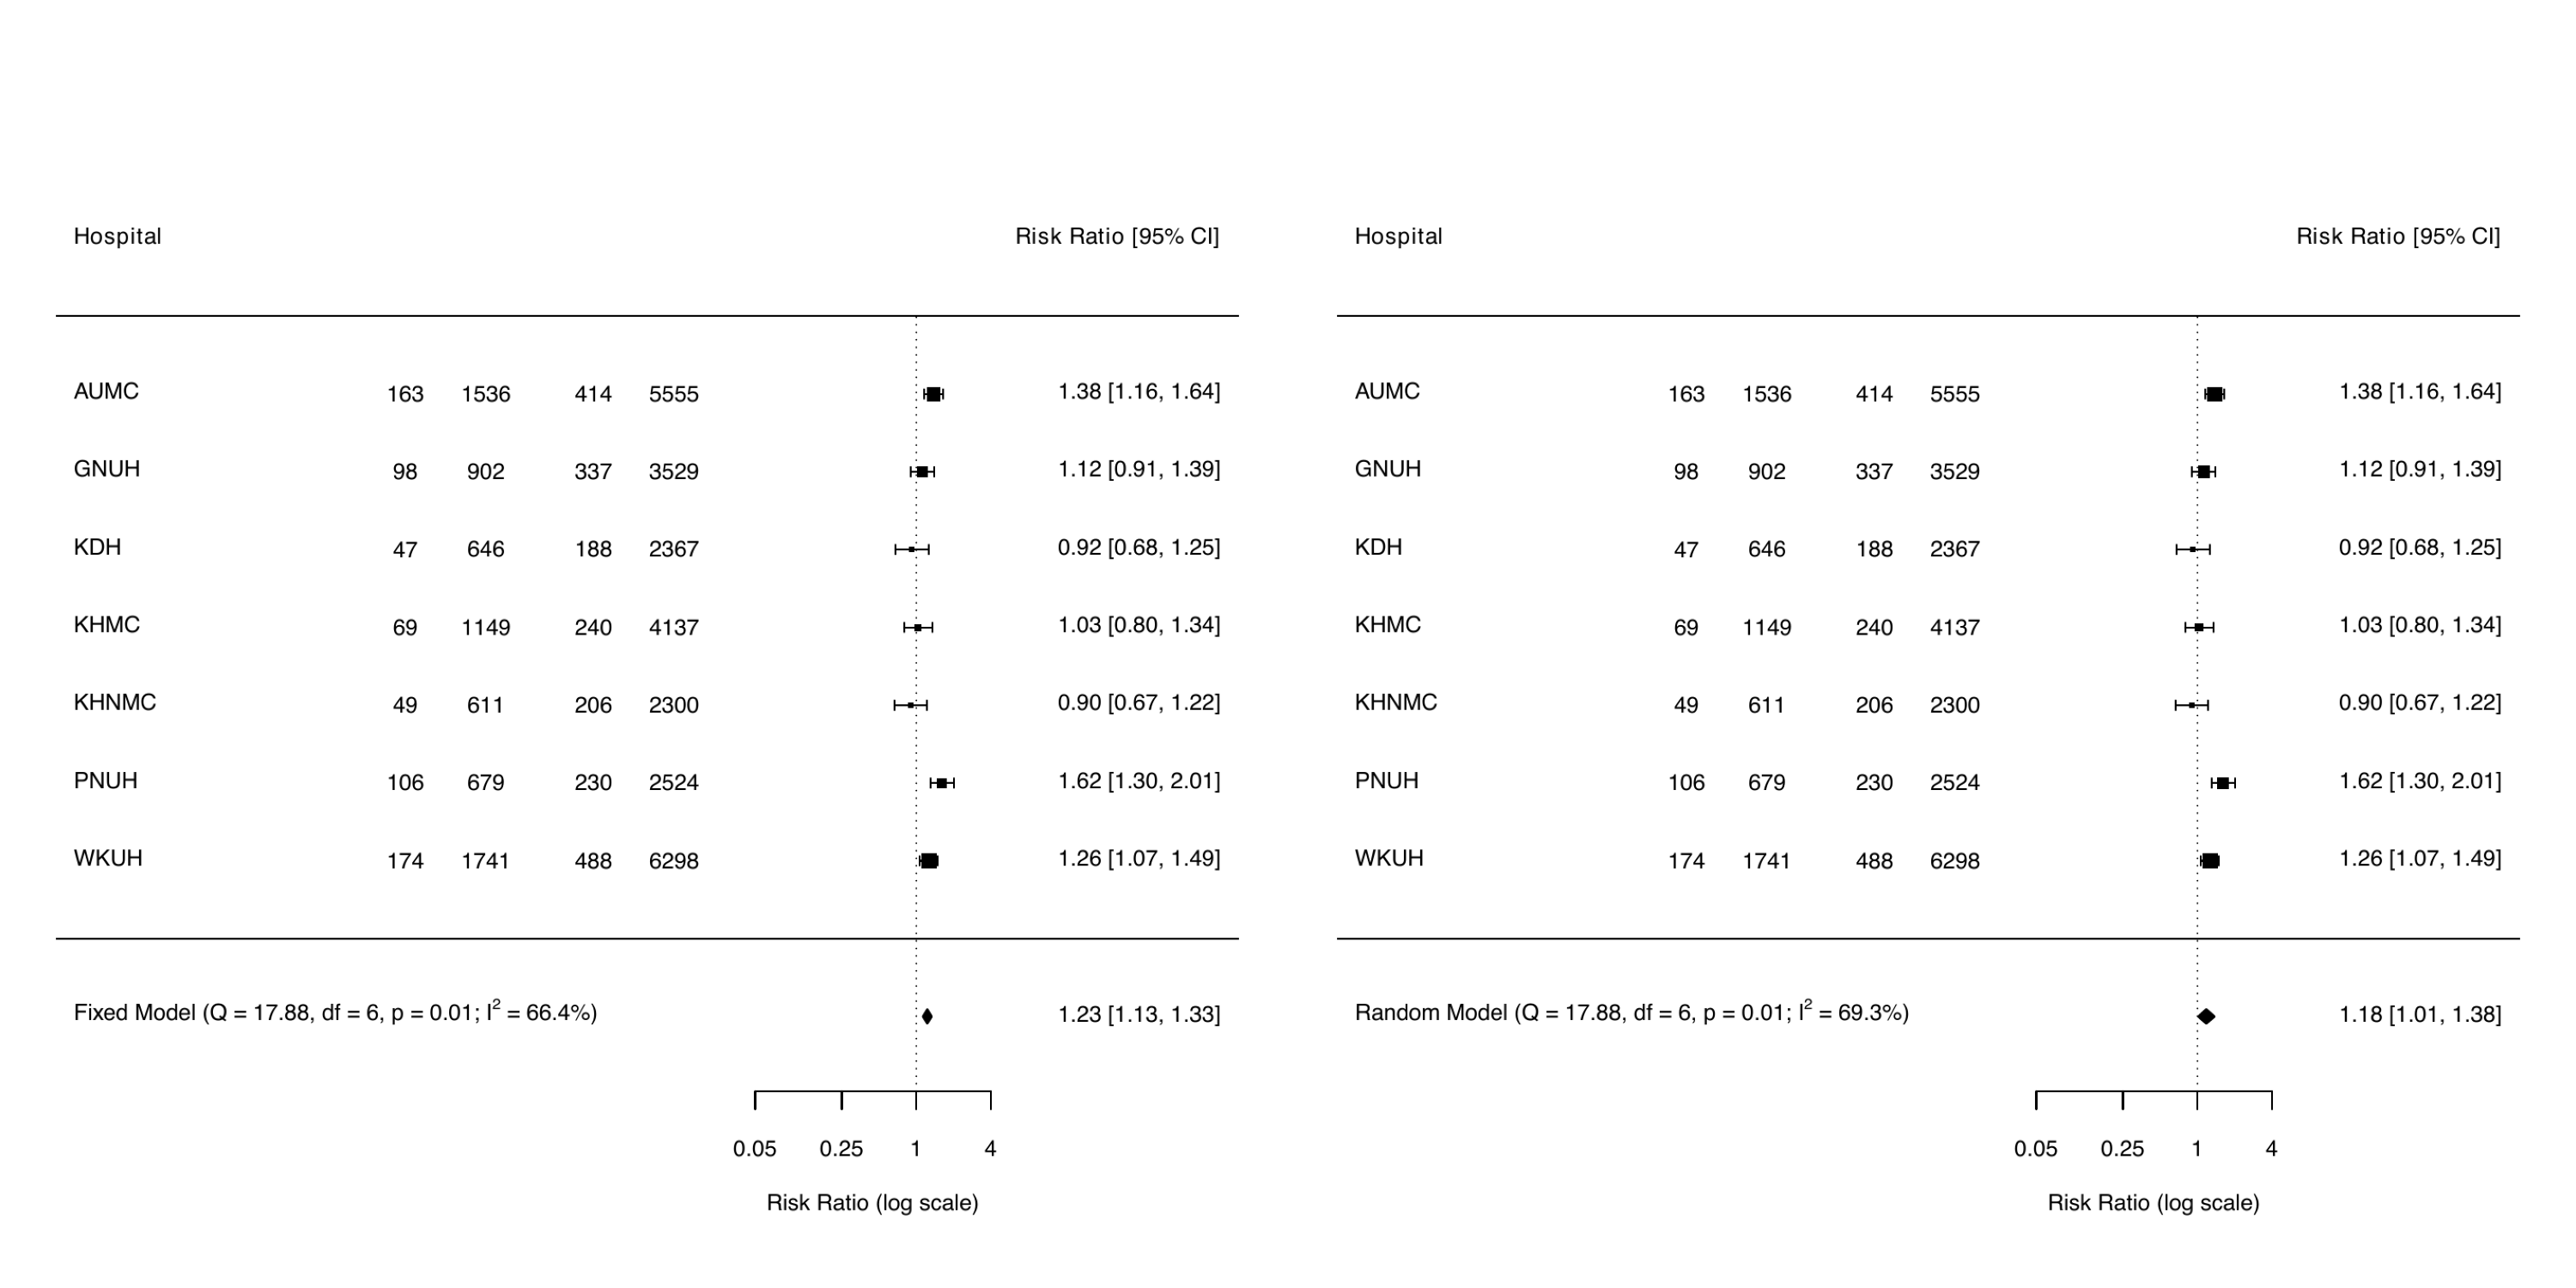 Hospital Risk Ratio [95% CI]
AUMC 163 1536 414 5555 1.38 [1.16, 1.64]
GNUH 98 902 337 3529 1.12 [0.91, 1.39]
KDH 47 646 188 2367 0.92 [0.68, 1.25]
KHMC 69 1149 240 4137 1.03 [0.80, 1.34]
KHNMC 49 611 206 2300 0.90 [0.67, 1.22]
PNUH 106 679 230 2524 1.62 [1.30, 2.01]
WKUH 174 1741 488 6298 1.26 [1.07, 1.49]
Fixed Model (Q = 17.88, df = 6, p = 0.01; I² = 66.4%) 1.23 [1.13, 1.33]
0.05 0.25 1 4
Risk Ratio (log scale)
Hospital Risk Ratio [95% CI]
AUMC 163 1536 414 5555 1.38 [1.16, 1.64]
GNUH 98 902 337 3529 1.12 [0.91, 1.39]
KDH 47 646 188 2367 0.92 [0.68, 1.25]
KHMC 69 1149 240 4137 1.03 [0.80, 1.34]
KHNMC 49 611 206 2300 0.90 [0.67, 1.22]
PNUH 106 679 230 2524 1.62 [1.30, 2.01]
WKUH 174 1741 488 6298 1.26 [1.07, 1.49]
Random Model (Q = 17.88, df = 6, p = 0.01; I² = 69.3%) 1.18 [1.01, 1.38]
0.05 0.25 1 4
Risk Ratio (log scale)